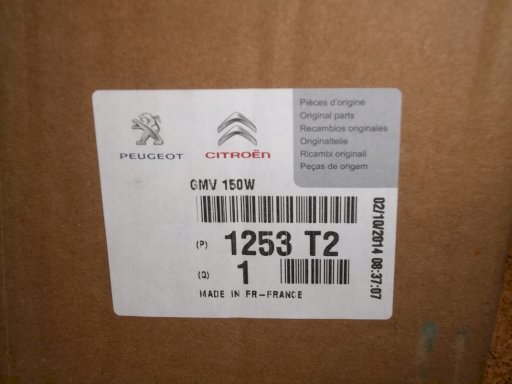 PEUGEOT
CITROËN
Pièces d'origine
Original parts
Recambios originales
Originalteile
Ricambi originali
Peças de origem
GMV 150W
(P) 1253 T2
(Q) 1
MADE IN FR-FRANCE
02/10/2014 08:37:07